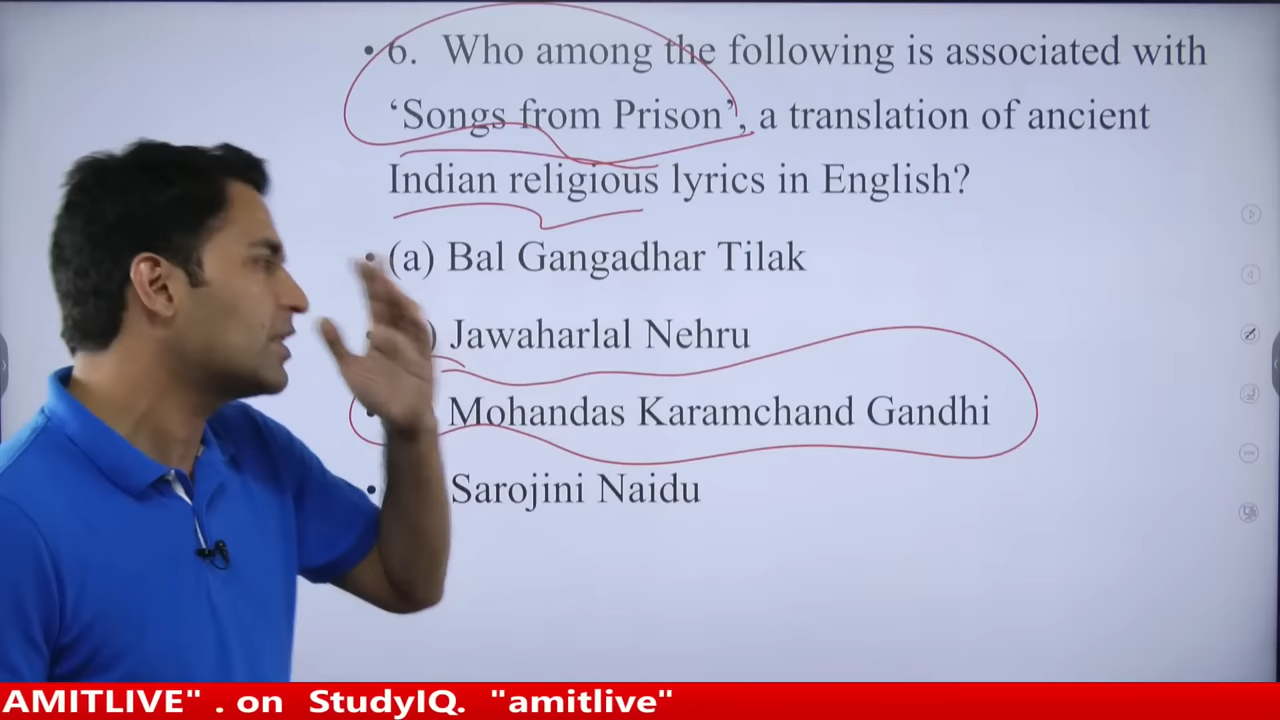 • 6. Who among the following is associated with
‘Songs from Prison’, a translation of ancient
Indian religious lyrics in English?
• (a) Bal Gangadhar Tilak
) Jawaharlal Nehru
• Mohandas Karamchand Gandhi
• Sarojini Naidu
AMITLIVE" . on StudyIQ. "amitlive"